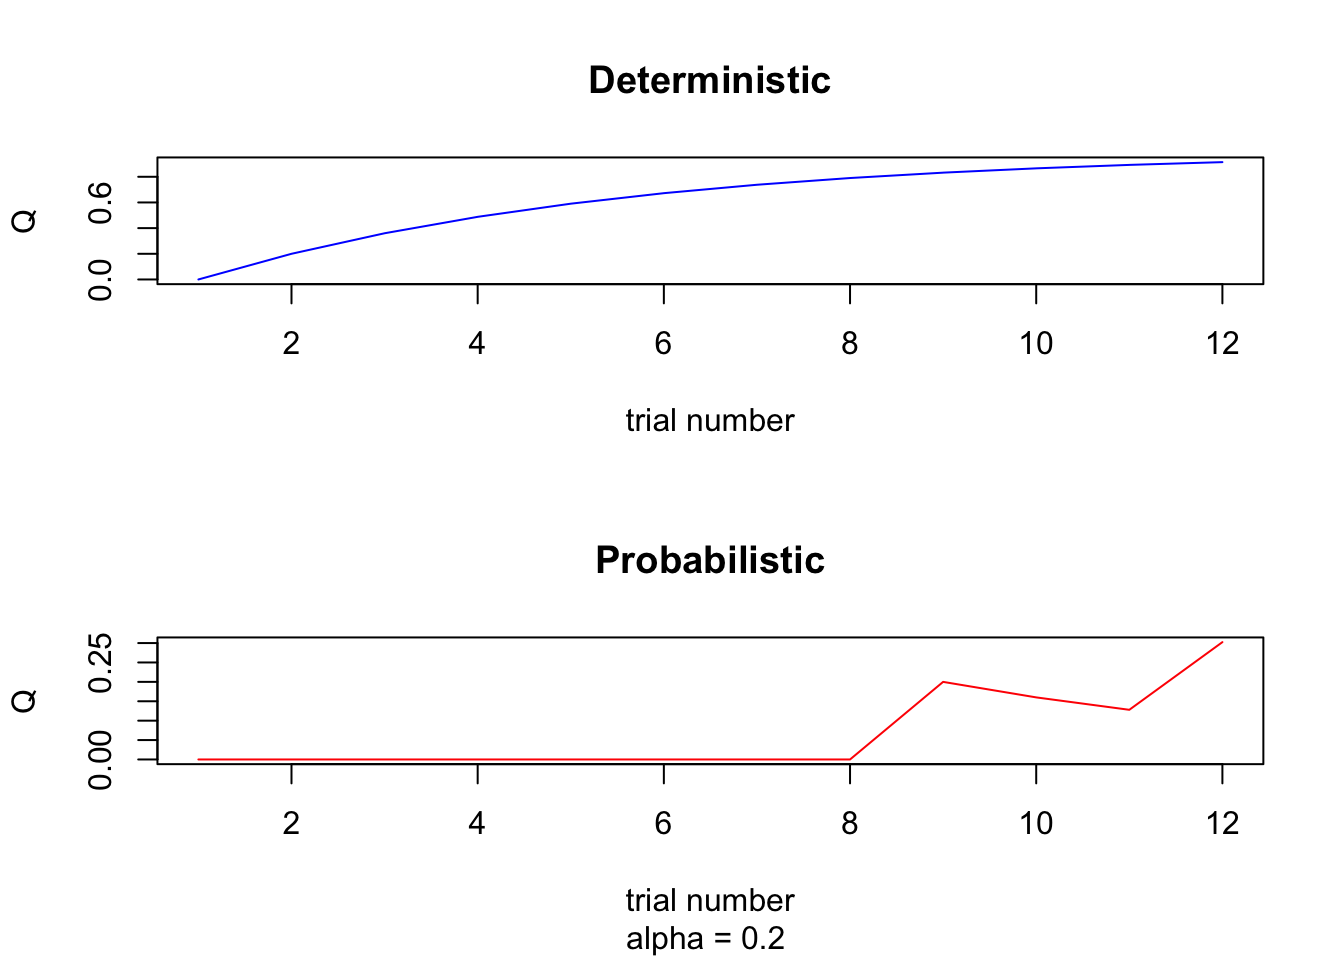 Deterministic
Q
0.6
0.0
2 4 6 8 10 12
trial number
Probabilistic
Q
0.25
0.00
2 4 6 8 10 12
trial number
alpha = 0.2